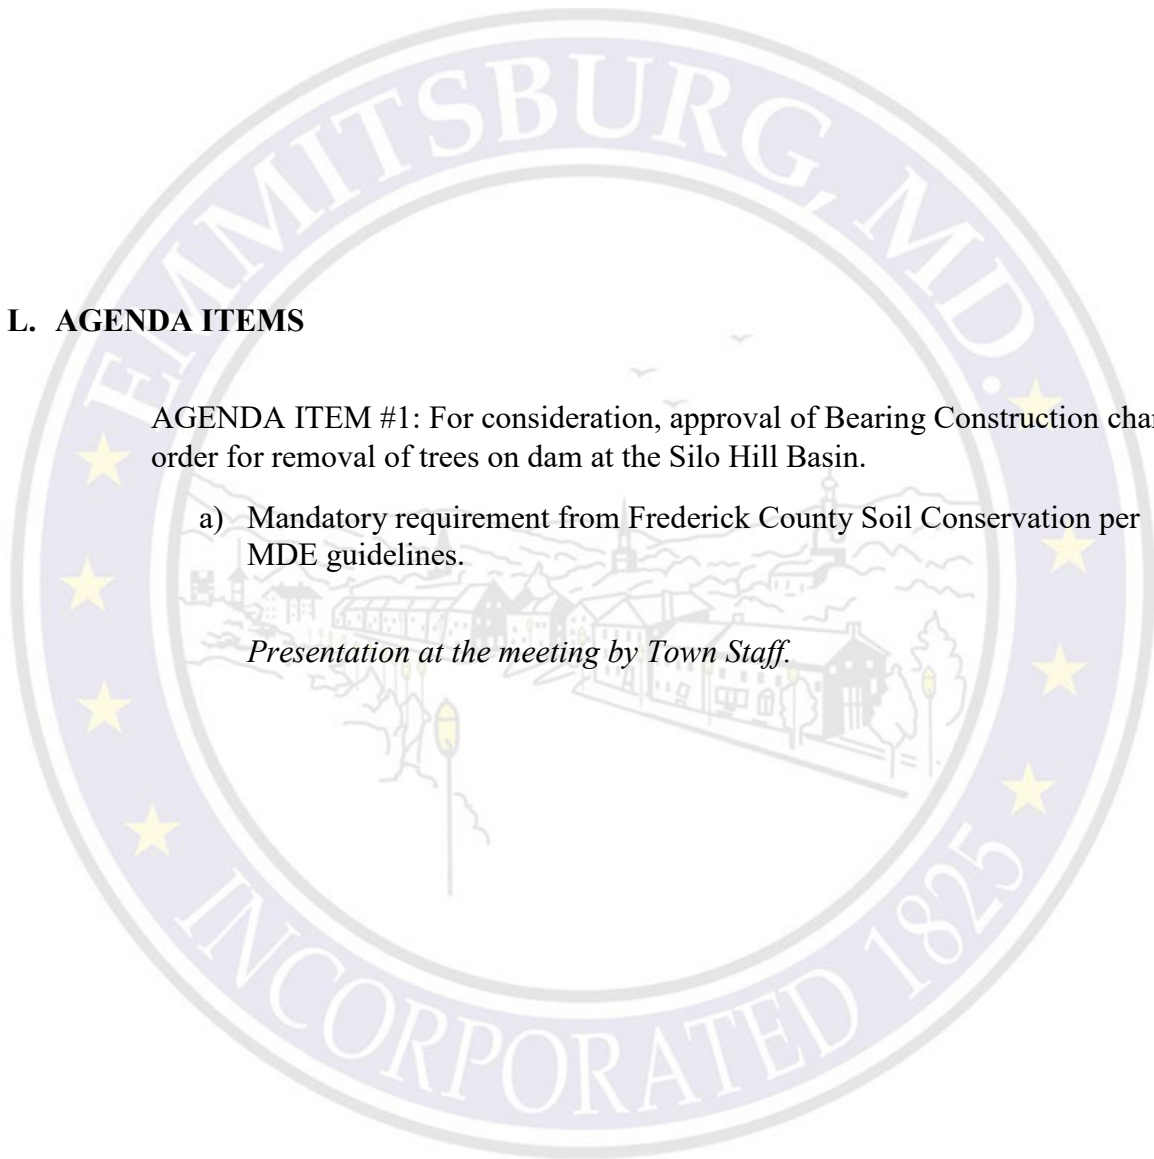 EMMITSBURG, MD.
L. AGENDA ITEMS
AGENDA ITEM #1: For consideration, approval of Bearing Construction
order for removal of trees on dam at the Silo Hill Basin.
a) Mandatory requirement from Frederick County Soil Conservation per
MDE guidelines.
Presentation at the meeting by Town Staff.
INCORPORATED 1825